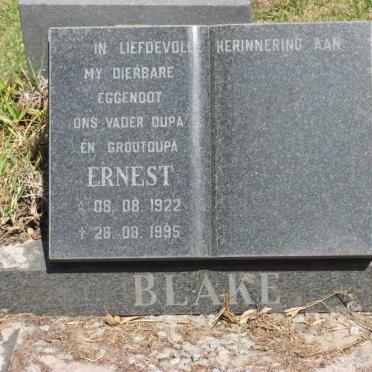 IN LIEFDEVOLLE HERINNERING AAN
MY DIERBARE
EGGENOOT
ONS VADER OUPA
EN GROOTOUPA
ERNEST
* 09. 08. 1922
+ 28. 08. 1995
BLAKE